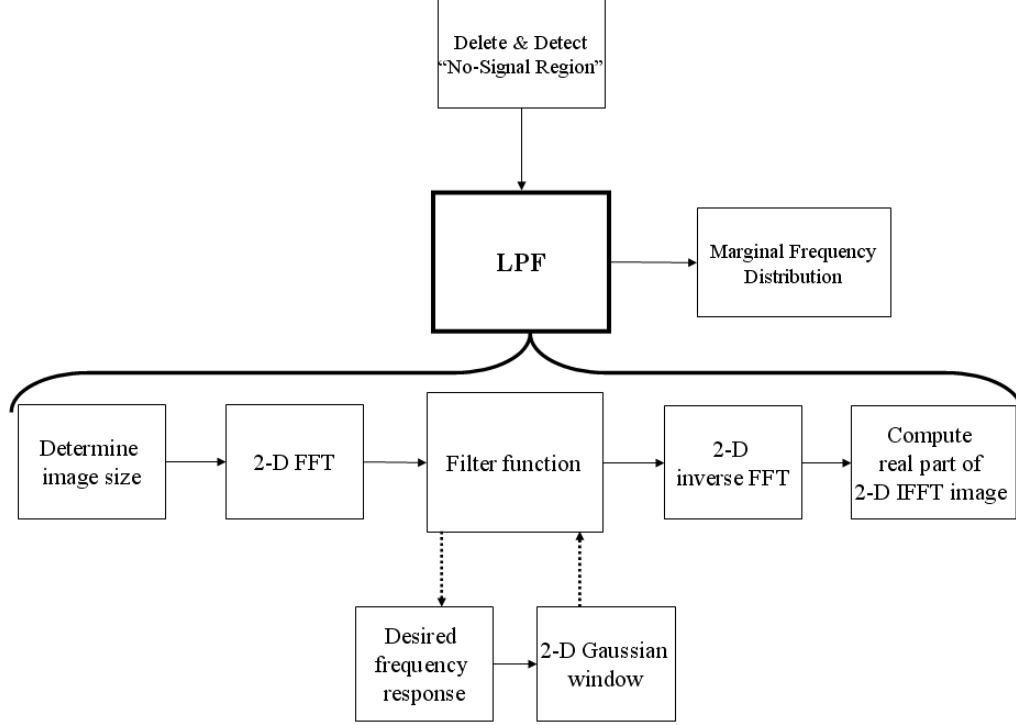 Delete & Detect
“No-Signal Region”
LPF
Marginal Frequency
Distribution
Determine
image size
2-D FFT
Filter function
2-D
inverse FFT
Compute
real part of
2-D IFFT image
Desired
frequency
response
2-D Gaussian
window